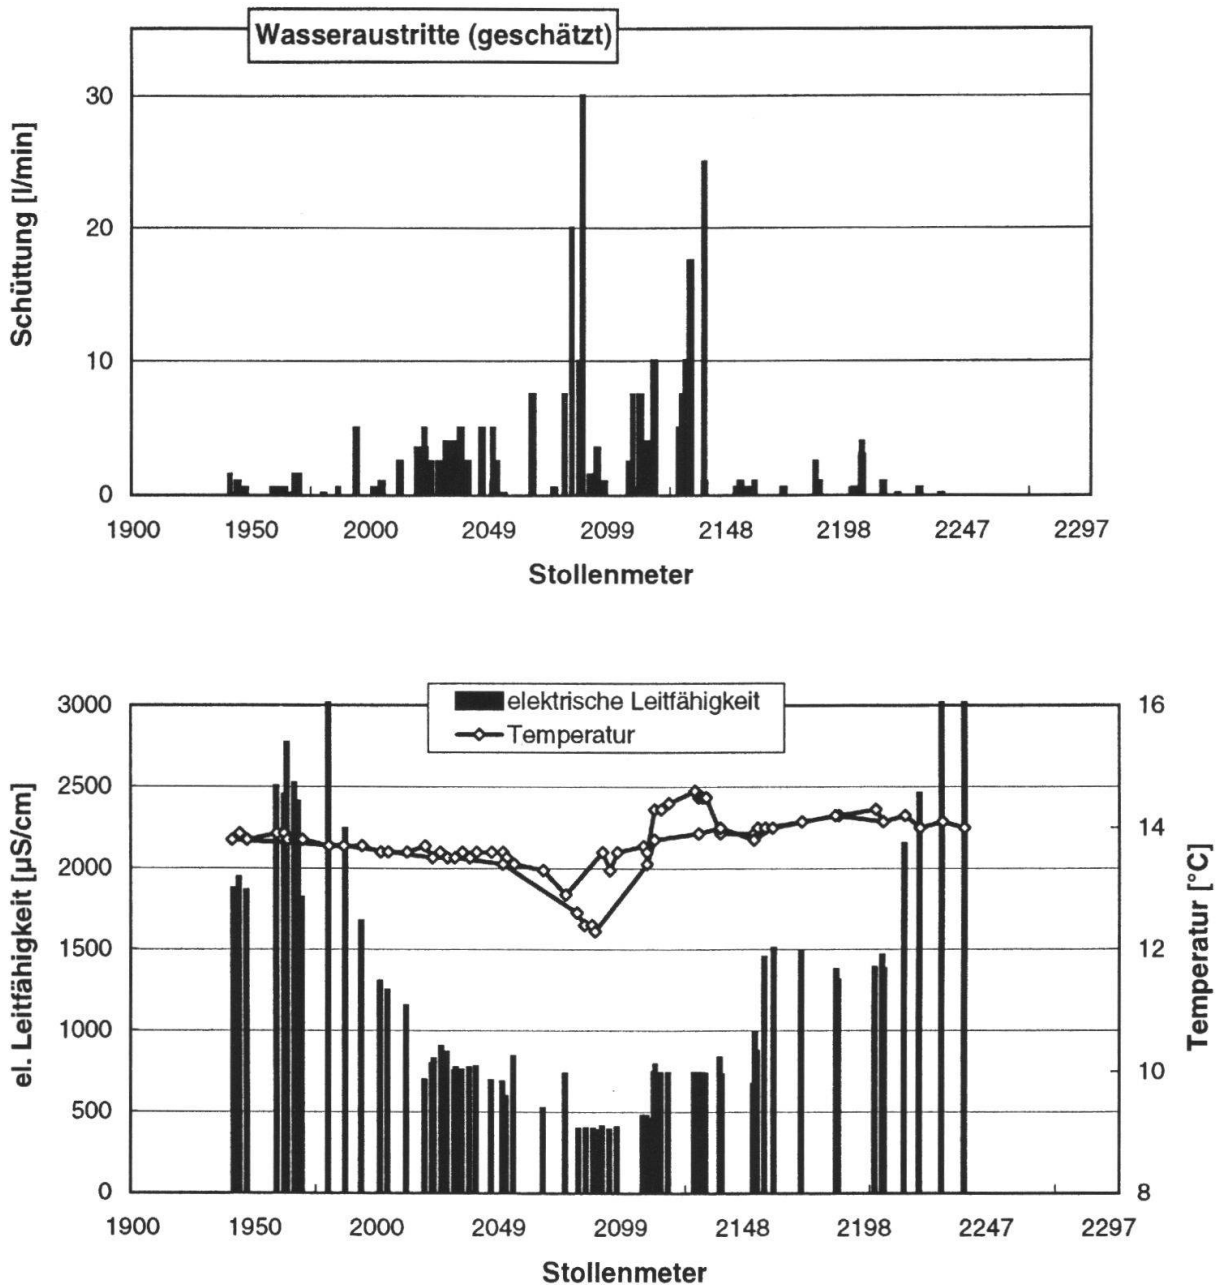 Wasseraustritte (geschätzt)
Schüttung [l/min]
30
20
10
0
1900 1950 2000 2049 2099 2148 2198 2247 2297
Stollenmeter
elektrische Leitfähigkeit
Temperatur
el. Leitfähigkeit [µS/cm]
3000
2500
2000
1500
1000
500
0
16
14
12
10
8
Temperatur [°C]
1900 1950 2000 2049 2099 2148 2198 2247 2297
Stollenmeter